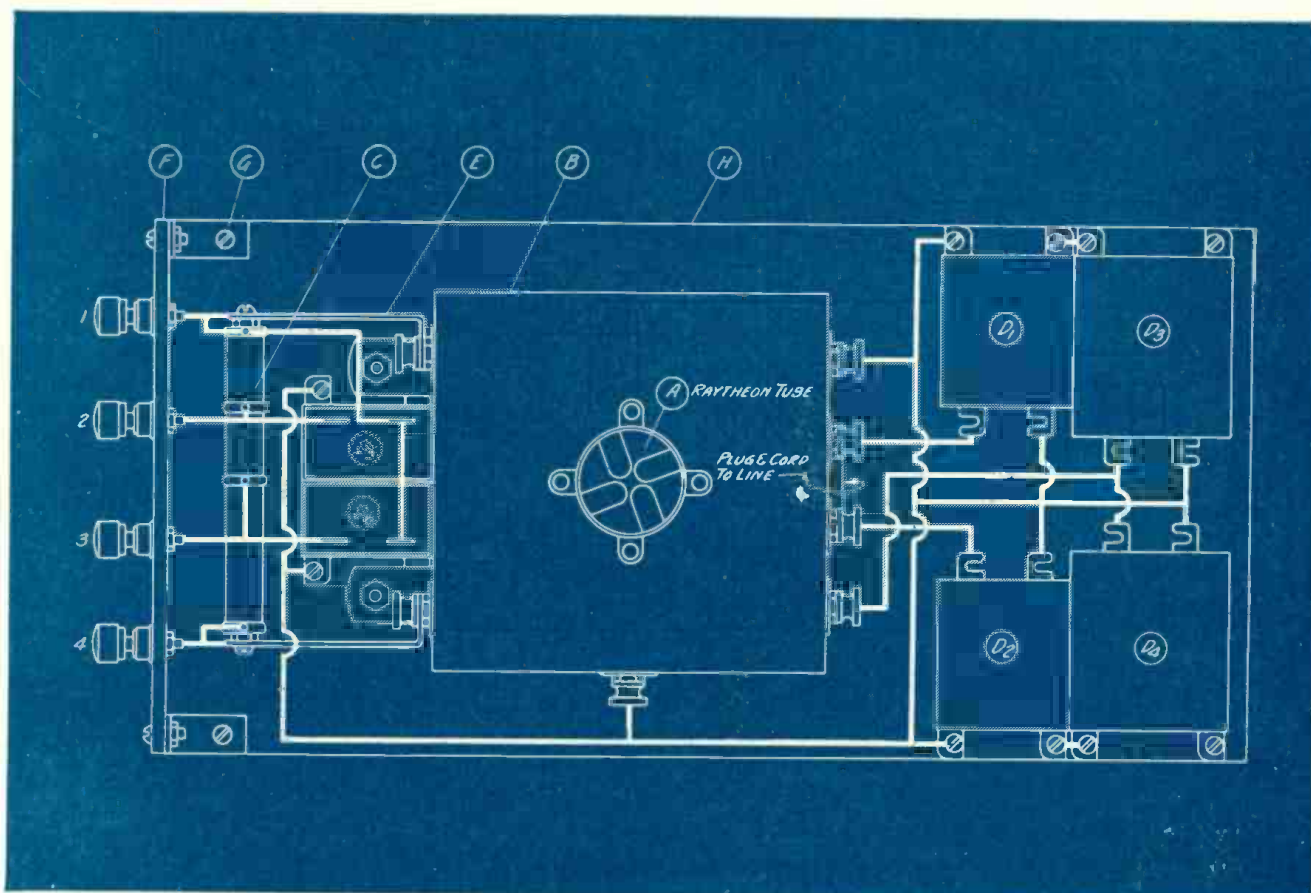 F G C E B H
1
D1 D3
A RAYTHEON TUBE
2
PLUG & CORD
TO LINE
3
4
D2 D4